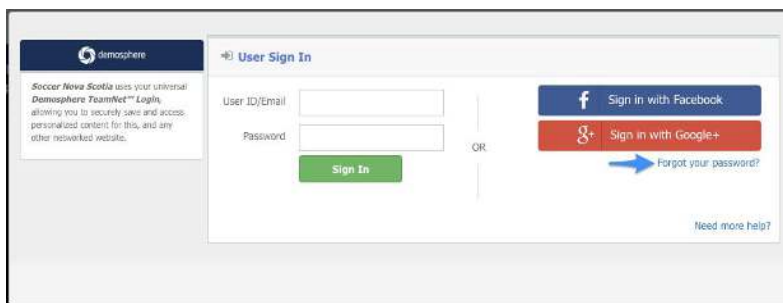 demosphere
Soccer Nova Scotia uses your universal
Demosphere TeamNet℠ Login,
allowing you to securely save and access
personalized content for this, and any
other networked website.
User Sign In
User ID/Email
Password
Sign In
OR
f Sign in with Facebook
g+ Sign in with Google+
Forgot your password?
Need more help?